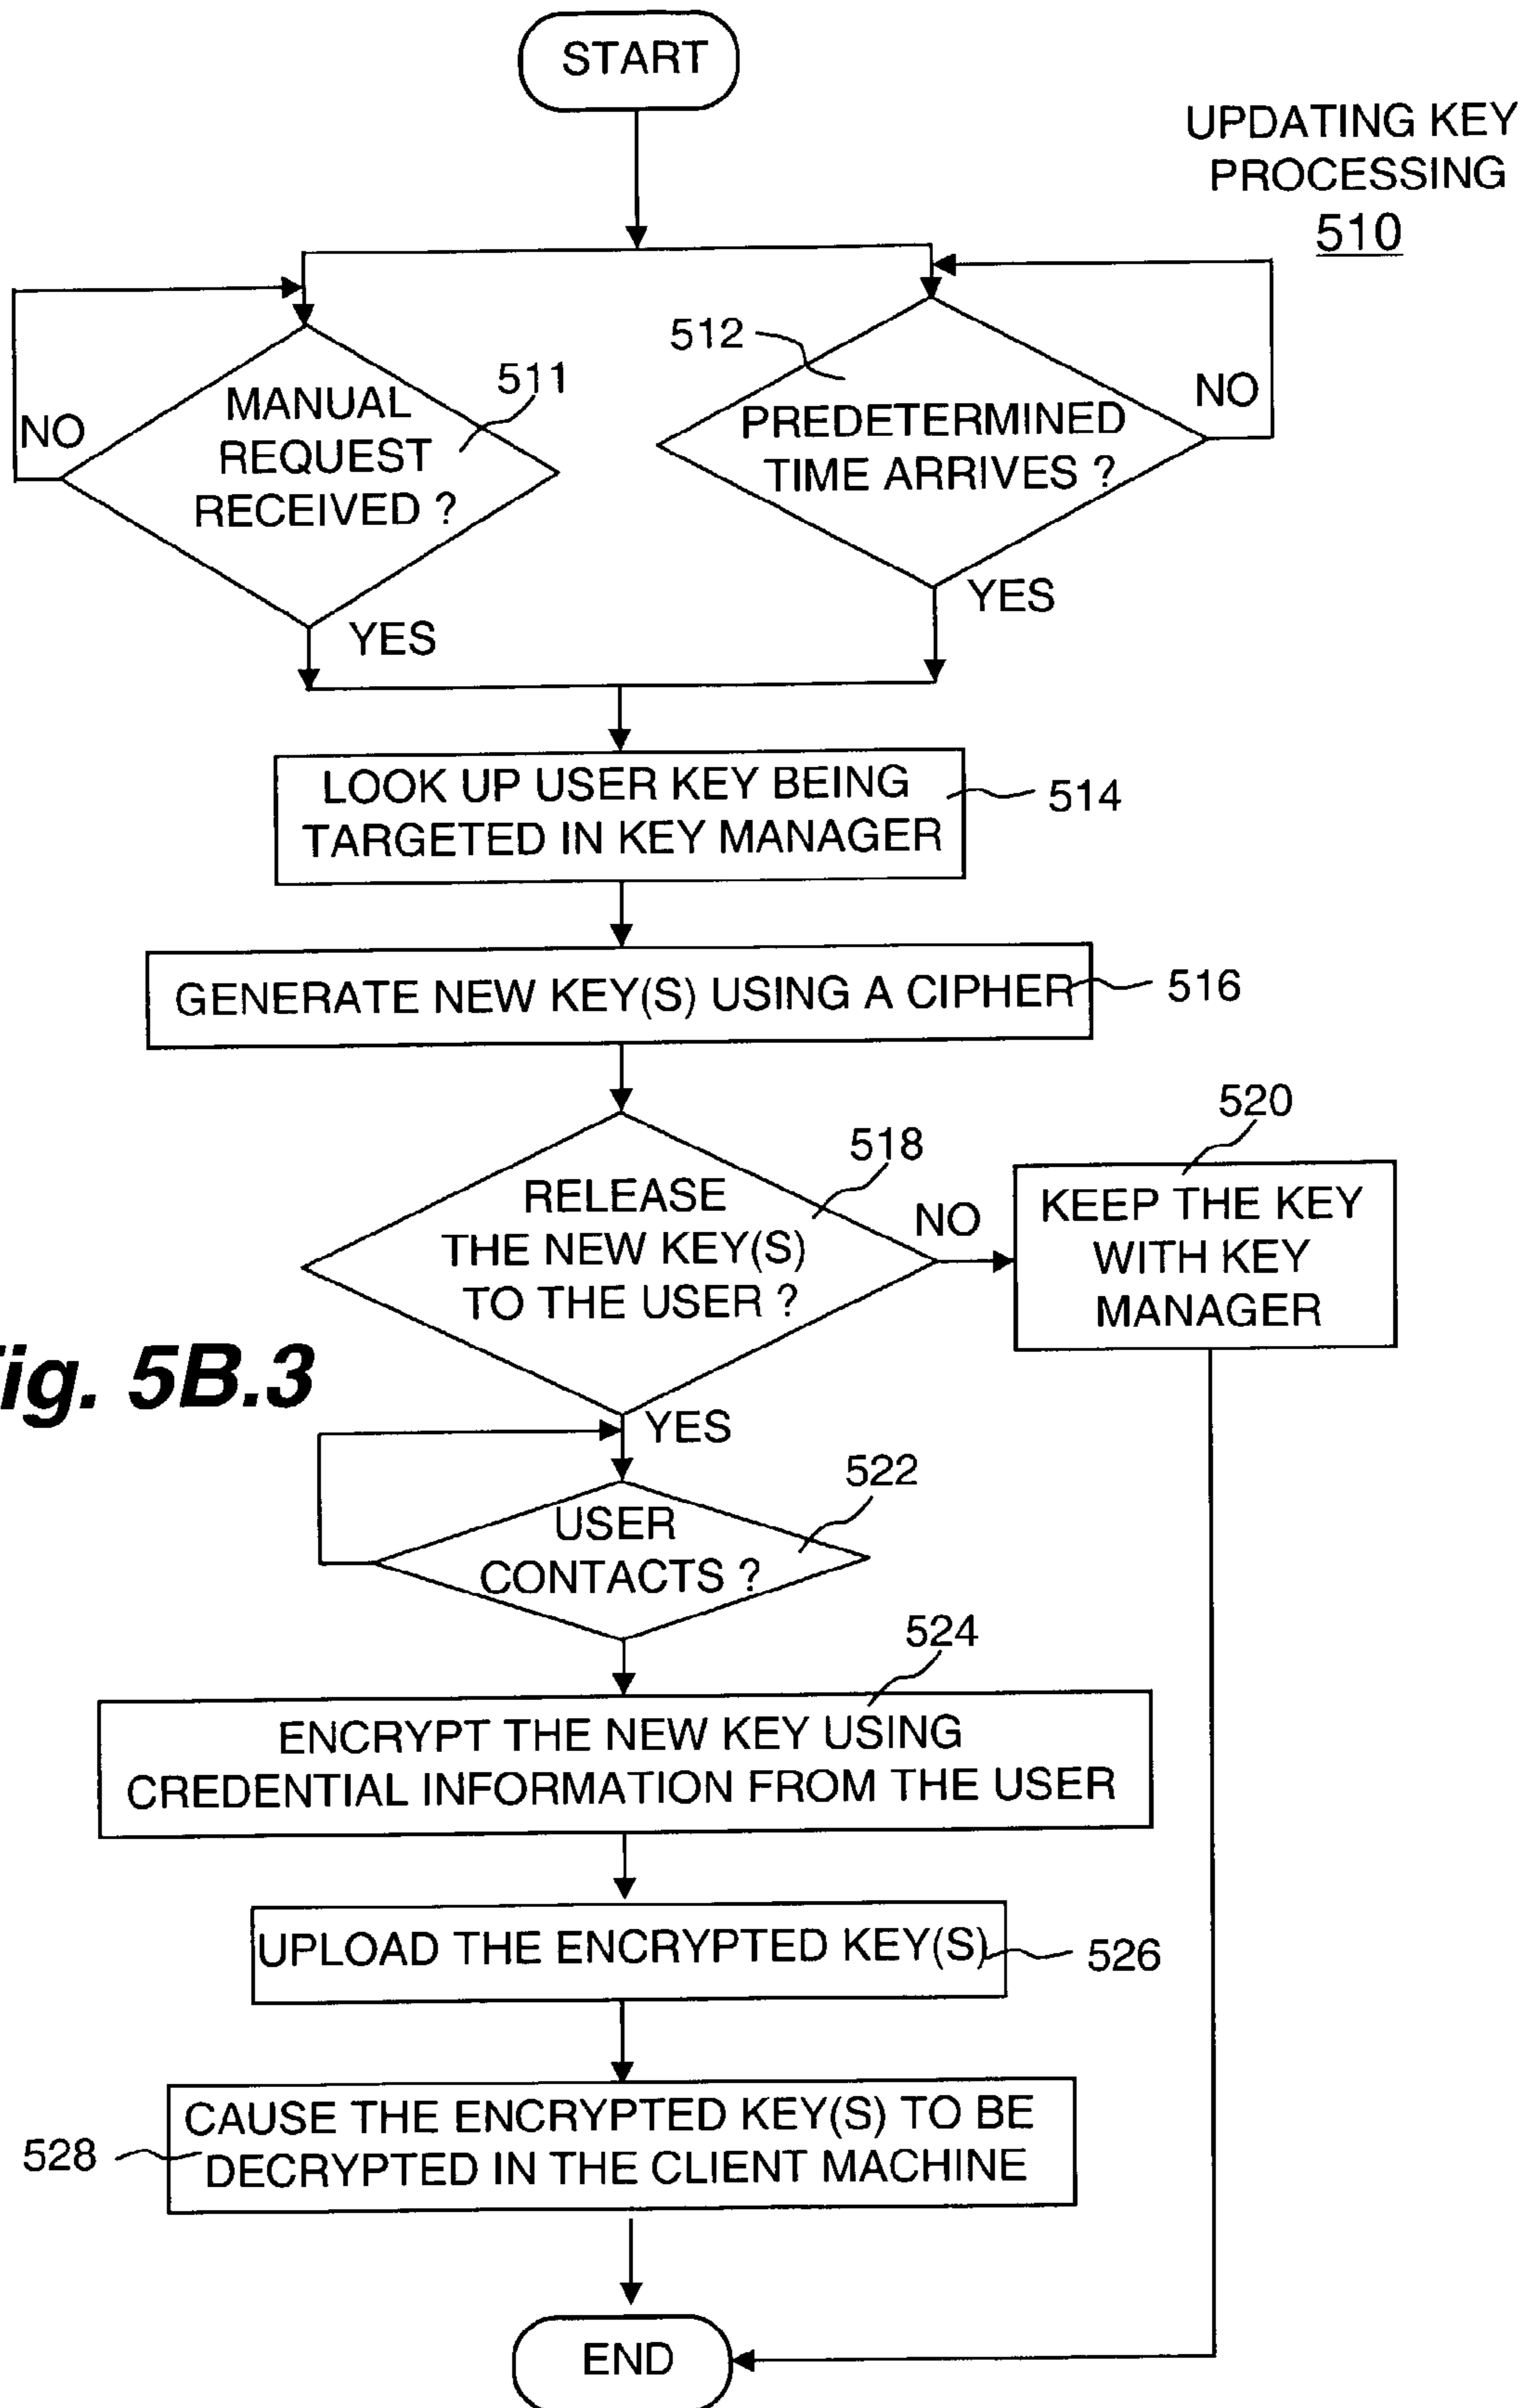 START
UPDATING KEY
PROCESSING
510
511
512
MANUAL
REQUEST
RECEIVED ?
NO
YES
PREDETERMINED
TIME ARRIVES ?
NO
YES
LOOK UP USER KEY BEING
TARGETED IN KEY MANAGER
514
GENERATE NEW KEY(S) USING A CIPHER
516
518
RELEASE
THE NEW KEY(S)
TO THE USER ?
NO
520
KEEP THE KEY
WITH KEY
MANAGER
ig. 5B.3
YES
522
USER
CONTACTS ?
524
ENCRYPT THE NEW KEY USING
CREDENTIAL INFORMATION FROM THE USER
UPLOAD THE ENCRYPTED KEY(S)
526
CAUSE THE ENCRYPTED KEY(S) TO BE
DECRYPTED IN THE CLIENT MACHINE
528
END